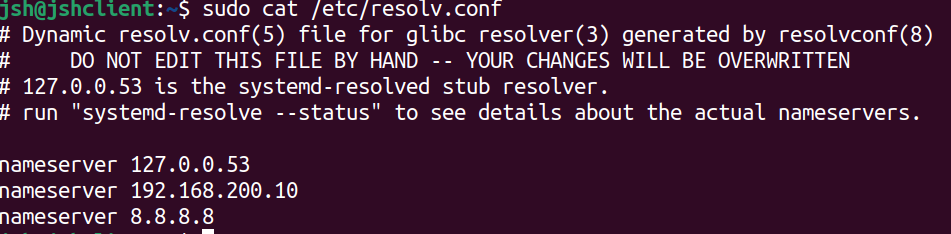 jsh@jshclient:~$ sudo cat /etc/resolv.conf
# Dynamic resolv.conf(5) file for glibc resolver(3) generated by resolvconf(8)
#     DO NOT EDIT THIS FILE BY HAND -- YOUR CHANGES WILL BE OVERWRITTEN
# 127.0.0.53 is the systemd-resolved stub resolver.
# run "systemd-resolve --status" to see details about the actual nameservers.

nameserver 127.0.0.53
nameserver 192.168.200.10
nameserver 8.8.8.8